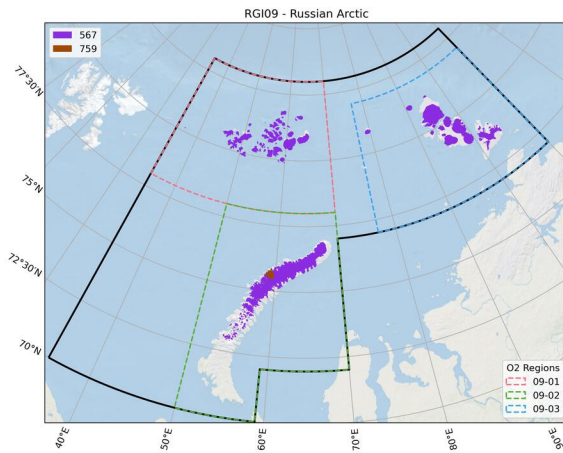 RGI09 - Russian Arctic
567
759
77°30'N
75°N
72°30'N
70°N
40°E
50°E
60°E
70°E
80°E
90°E
O2 Regions
09-01
09-02
09-03